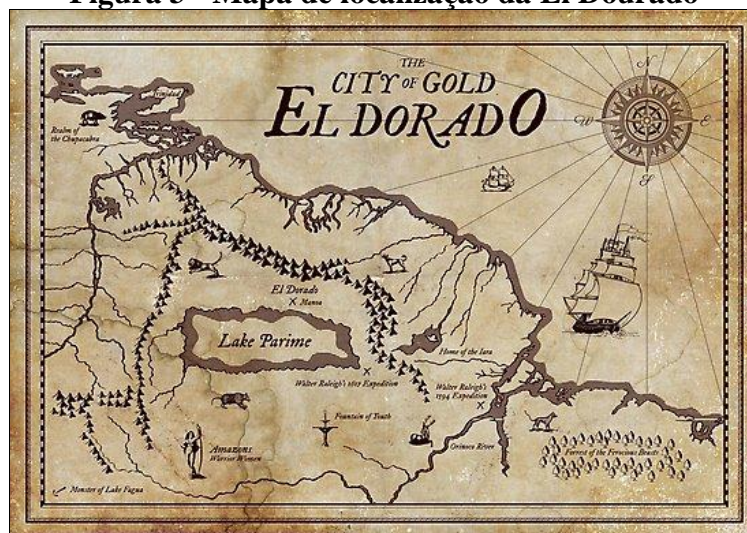 Figura 3 - Mapa de localização da El Dourado
THE
CITY OF GOLD
EL DORADO
N
W
E
S
Trinidad
Realm of
the Chupacabra
El Dorado
Manoa
Lake Parime
Home of the Iara
Walter Raleigh's 1617 Expedition
Walter Raleigh's
1594 Expedition
Fountain of Youth
Orinoco River
Amazons
Warrior Women
Forrest of the Ferocious Beasts
Monster of Lake Fagua